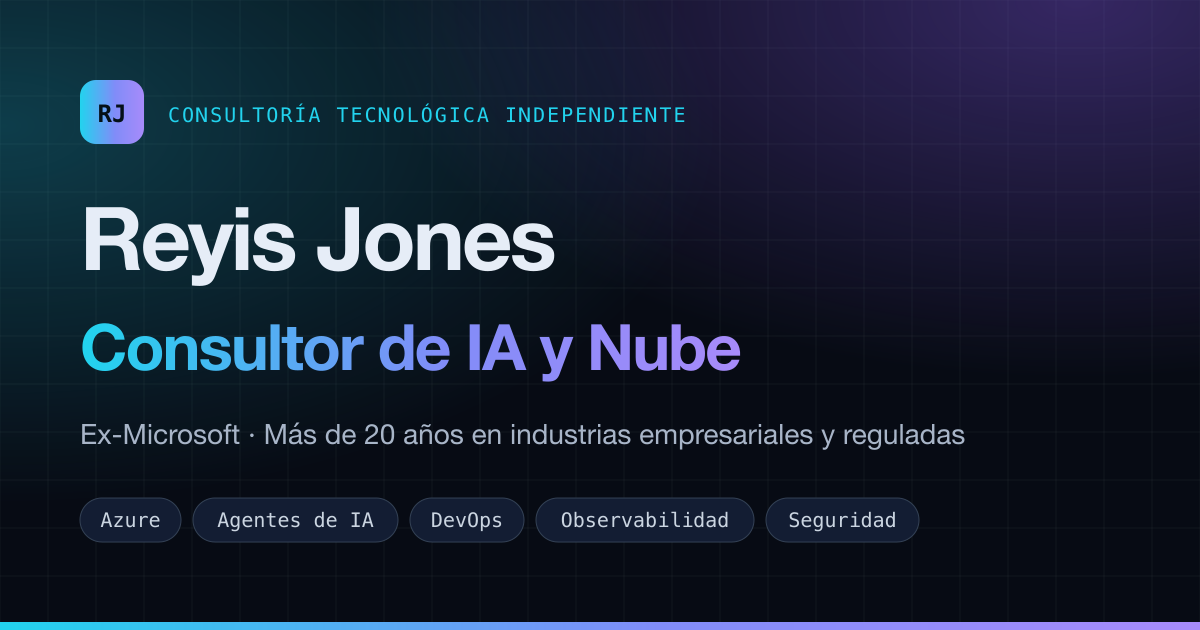 RJ
CONSULTORÍA TECNOLÓGICA INDEPENDIENTE
Reyis Jones
Consultor de IA y Nube
Ex-Microsoft · Más de 20 años en industrias empresariales y reguladas
Azure
Agentes de IA
DevOps
Observabilidad
Seguridad